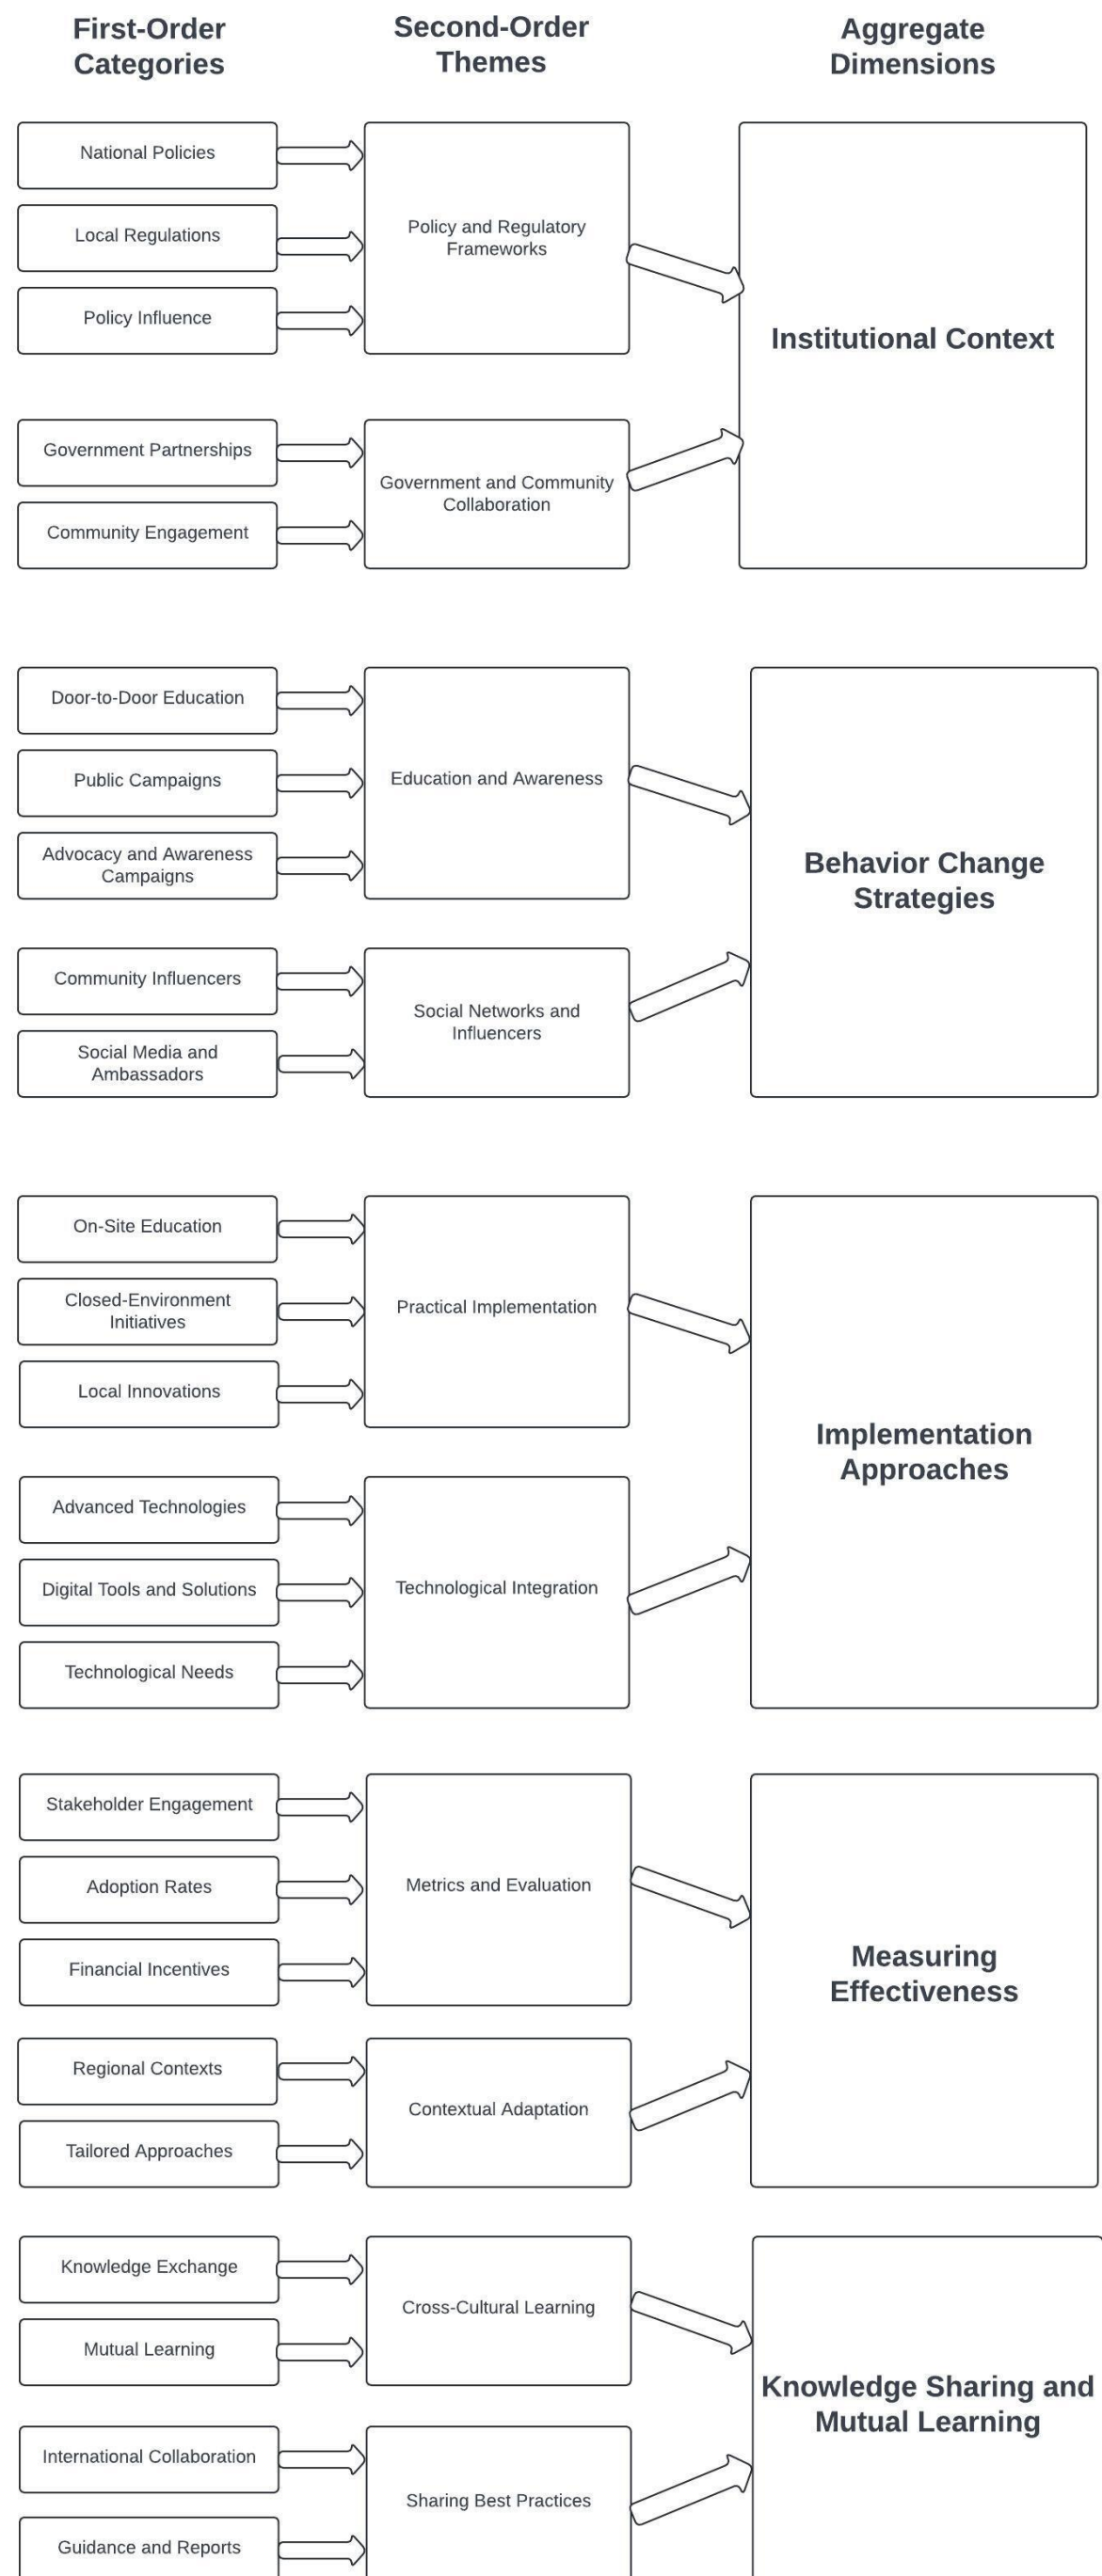 First-Order
Categories
Second-Order
Themes
Aggregate
Dimensions
National Policies
Local Regulations
Policy Influence
Policy and Regulatory
Frameworks
Government Partnerships
Community Engagement
Government and Community
Collaboration
Institutional Context
Door-to-Door Education
Public Campaigns
Advocacy and Awareness
Campaigns
Education and Awareness
Community Influencers
Social Media and
Ambassadors
Social Networks and
Influencers
Behavior Change
Strategies
On-Site Education
Closed-Environment
Initiatives
Local Innovations
Practical Implementation
Advanced Technologies
Digital Tools and Solutions
Technological Needs
Technological Integration
Implementation
Approaches
Stakeholder Engagement
Adoption Rates
Financial Incentives
Metrics and Evaluation
Regional Contexts
Tailored Approaches
Contextual Adaptation
Measuring
Effectiveness
Knowledge Exchange
Mutual Learning
Cross-Cultural Learning
International Collaboration
Guidance and Reports
Sharing Best Practices
Knowledge Sharing and
Mutual Learning